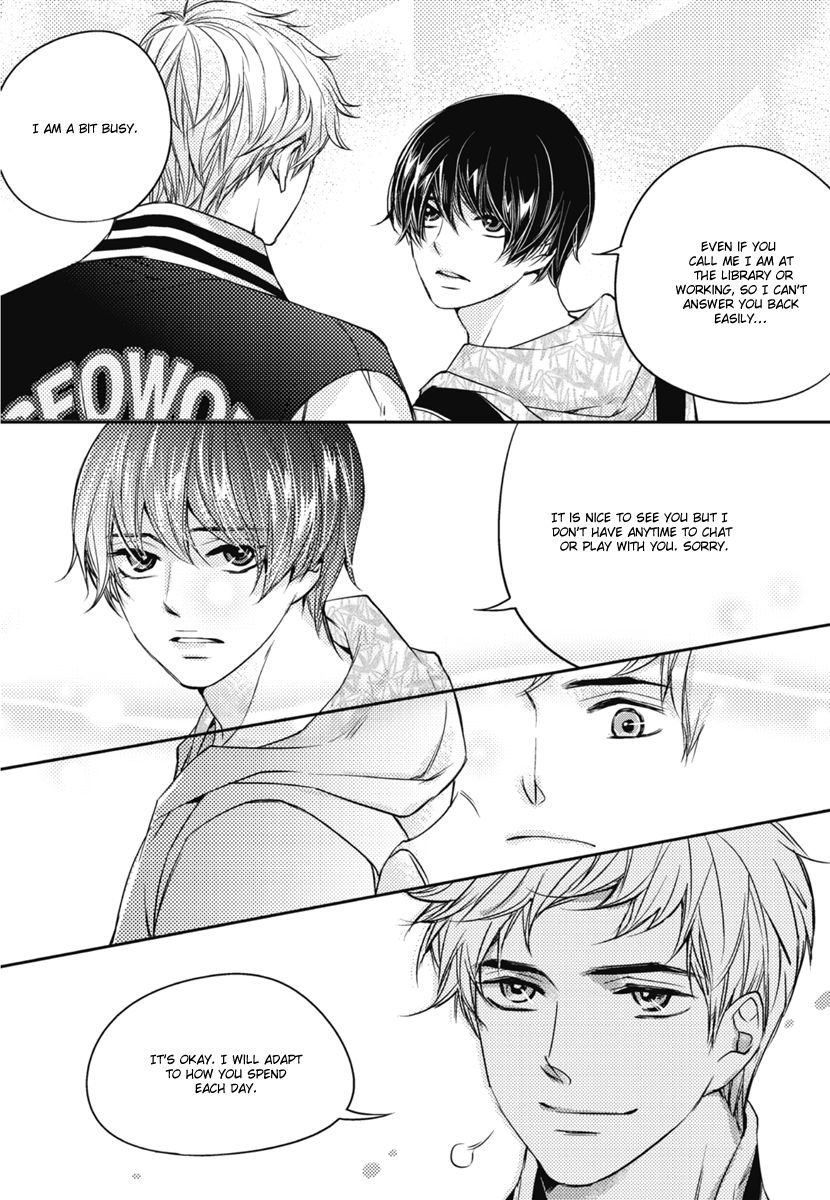 I AM A BIT BUSY.
EVEN IF YOU
CALL ME I AM AT
THE LIBRARY OR
WORKING, SO I CAN'T
ANSWER YOU BACK
EASILY...
IT IS NICE TO SEE YOU BUT I
DON'T HAVE ANYTIME TO CHAT
OR PLAY WITH YOU. SORRY.
IT'S OKAY. I WILL ADAPT
TO HOW YOU SPEND
EACH DAY.